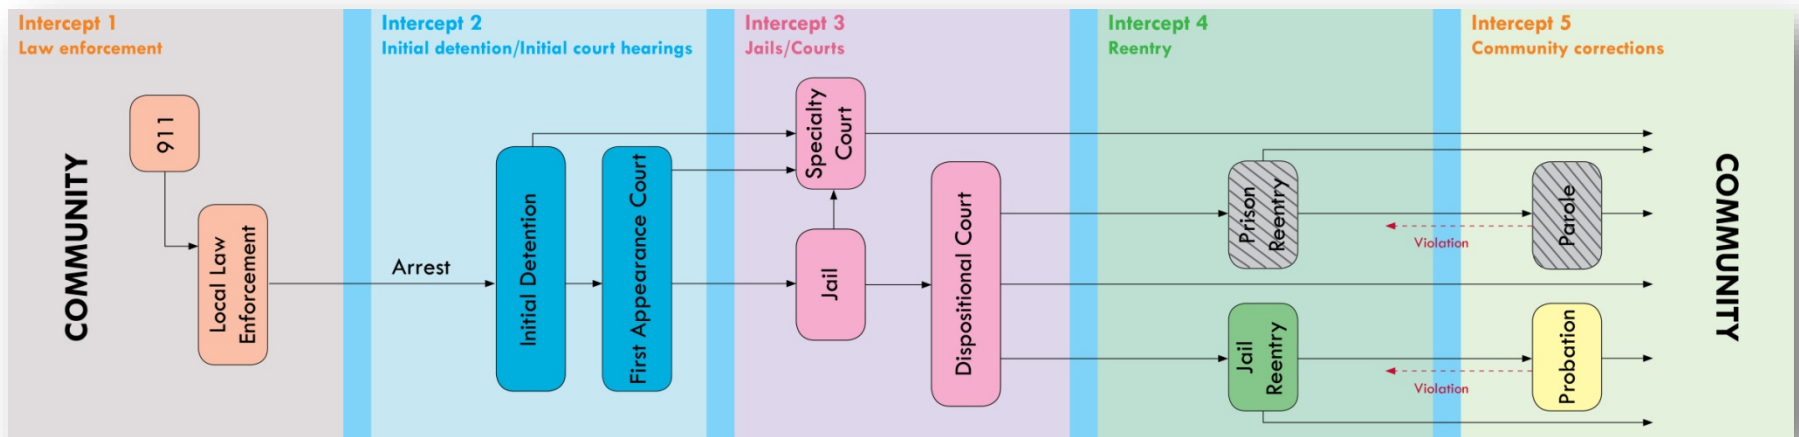 Intercept 1
Law enforcement
Intercept 2
Initial detention/Initial court hearings
Intercept 3
Jails/Courts
Intercept 4
Reentry
Intercept 5
Community corrections
COMMUNITY
911
Local Law
Enforcement
Arrest
Initial Detention
First Appearance Court
Specialty
Court
Jail
Dispositional Court
Prison
Reentry
Jail
Reentry
Violation
Violation
Parole
Probation
COMMUNITY